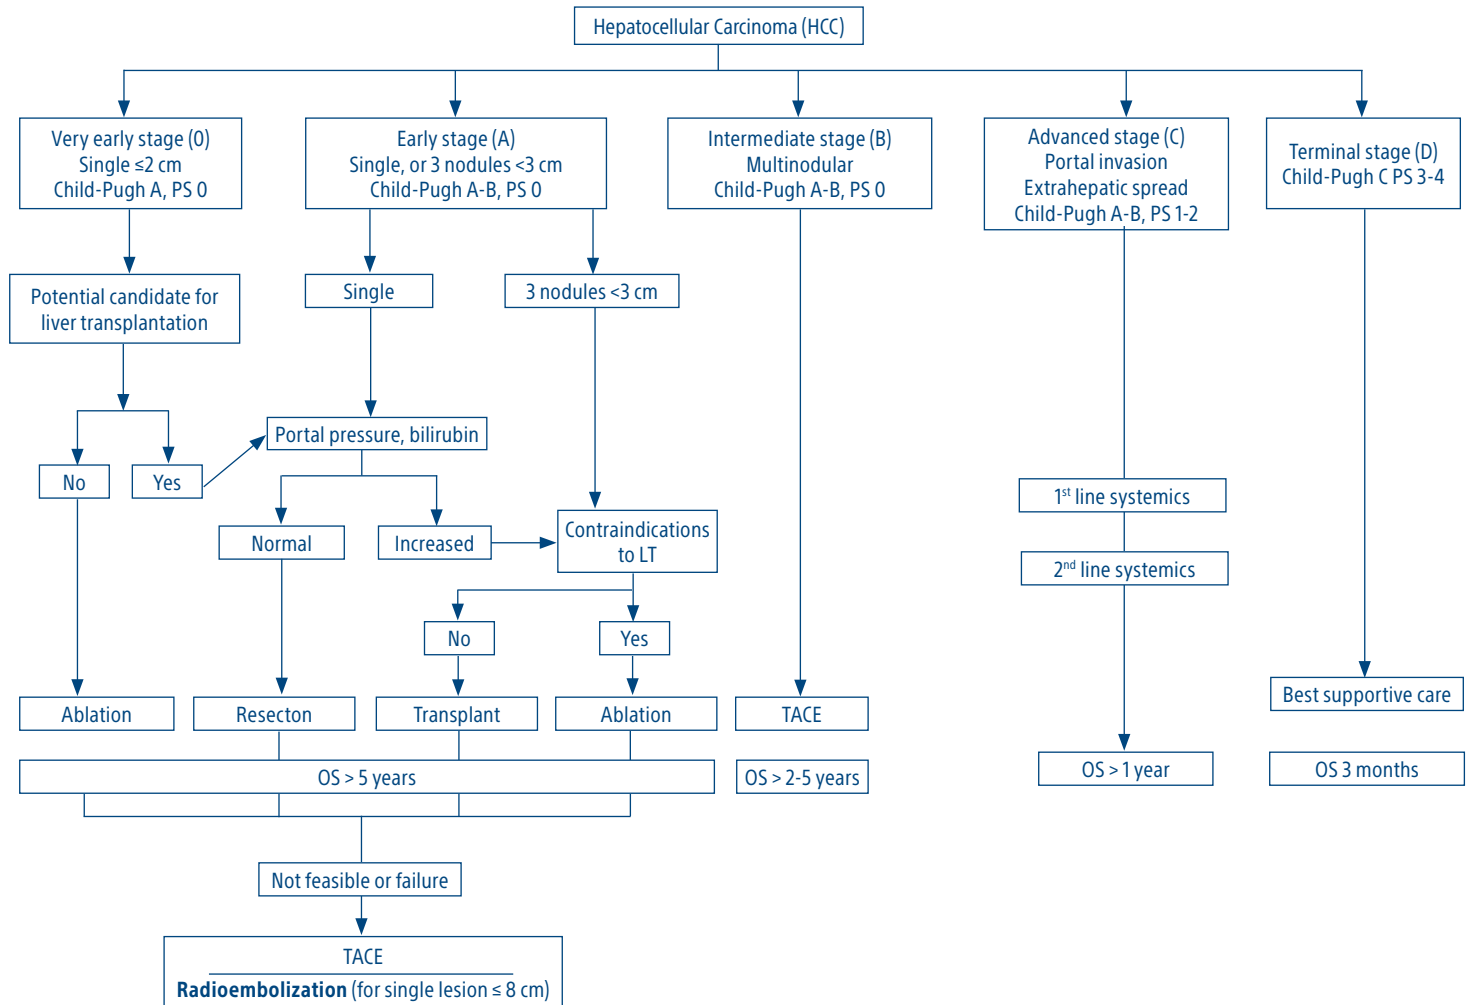 Hepatocellular Carcinoma (HCC)
Very early stage (0)
Single ≤2 cm
Child-Pugh A, PS 0
Early stage (A)
Single, or 3 nodules <3 cm
Child-Pugh A-B, PS 0
Intermediate stage (B)
Multinodular
Child-Pugh A-B, PS 0
Advanced stage (C)
Portal invasion
Extrahepatic spread
Child-Pugh A-B, PS 1-2
Terminal stage (D)
Child-Pugh C PS 3-4
Potential candidate for
liver transplantation
Single
3 nodules <3 cm
Portal pressure, bilirubin
No
Yes
Normal
Increased
Contraindications
to LT
1st line systemics
2nd line systemics
No
Yes
Ablation
Resecton
Transplant
Ablation
TACE
Best supportive care
OS > 5 years
OS > 2-5 years
OS > 1 year
OS 3 months
Not feasible or failure
TACE
Radioembolization (for single lesion ≤ 8 cm)